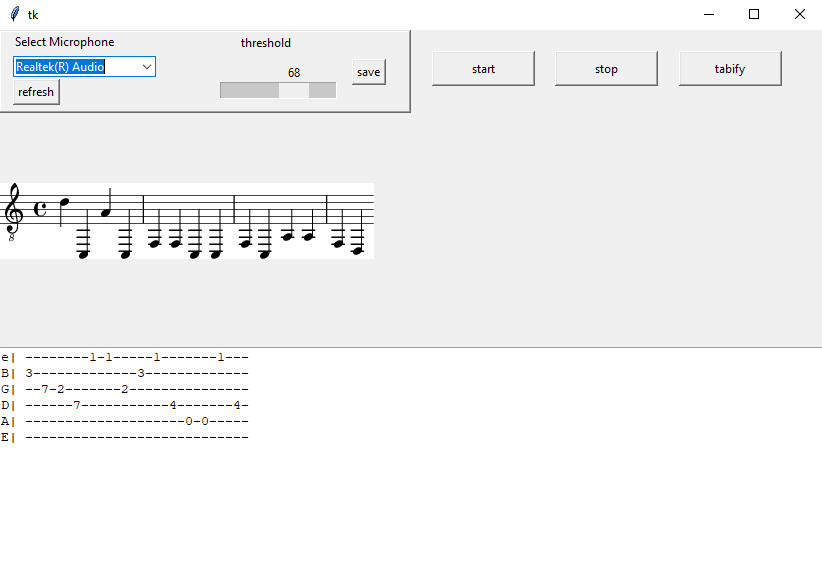 tk
Select Microphone
threshold
Realtek(R) Audio
68
save
refresh
start
stop
tabify
8
e| --------1-1-----1-------1---
B| 3-------------3-------------
G| --7-2-------2---------------
D| ------7-----------4-------4-
A| --------------------0-0-----
E| ----------------------------